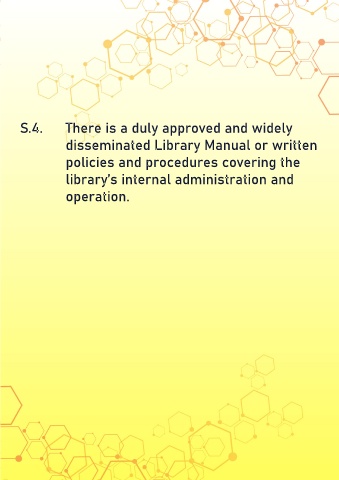 S.4. There is a duly approved and widely
disseminated Library Manual or written
policies and procedures covering the
library's internal administration and
operation.